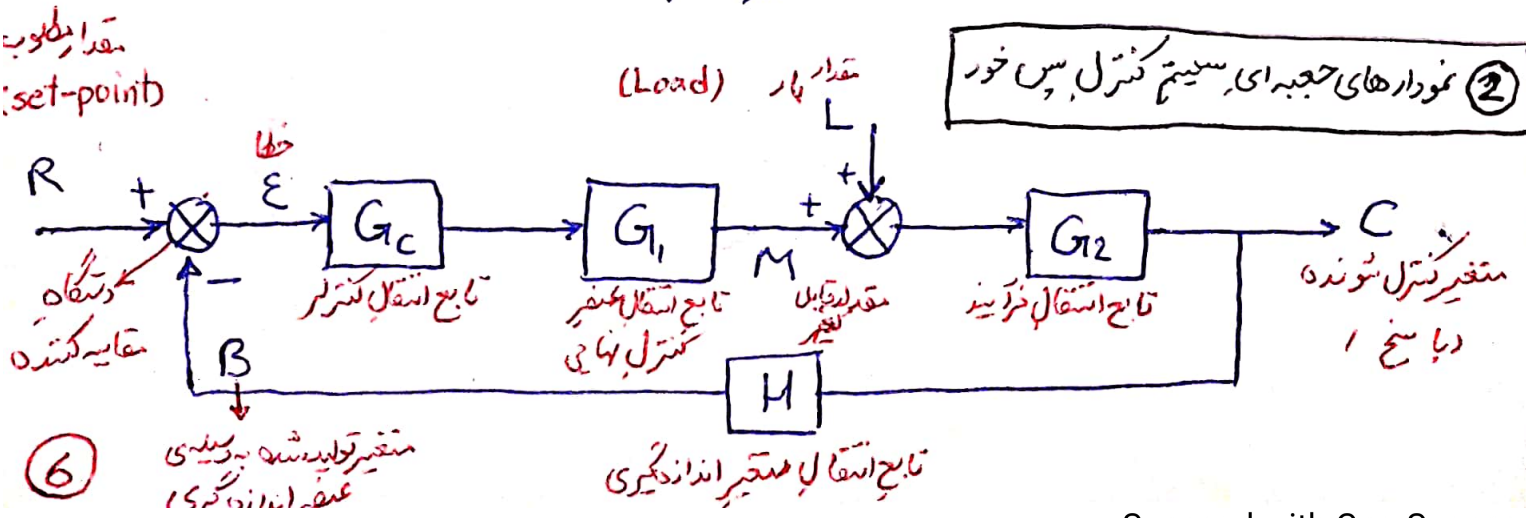 ② نمودارهای جعبه ای سیستم کنترل پس خور
مقدار مطلوب
(set-point)
مقدار بار (Load)
L
R
+
خطا
ε
Gc
G1
+
M
+
G2
C
−
دستگاه
مقایسه کننده
تابع انتقال کنترلر
تابع انتقال عنصر
کنترل نهایی
مقدار قابل
تغییر
تابع انتقال فرآیند
متغیر کنترل شونده
(پاسخ)
B
H
متغیر تولید شده به وسیله ی
عنصر اندازه گیری
تابع انتقال متغیر اندازه گیری
6